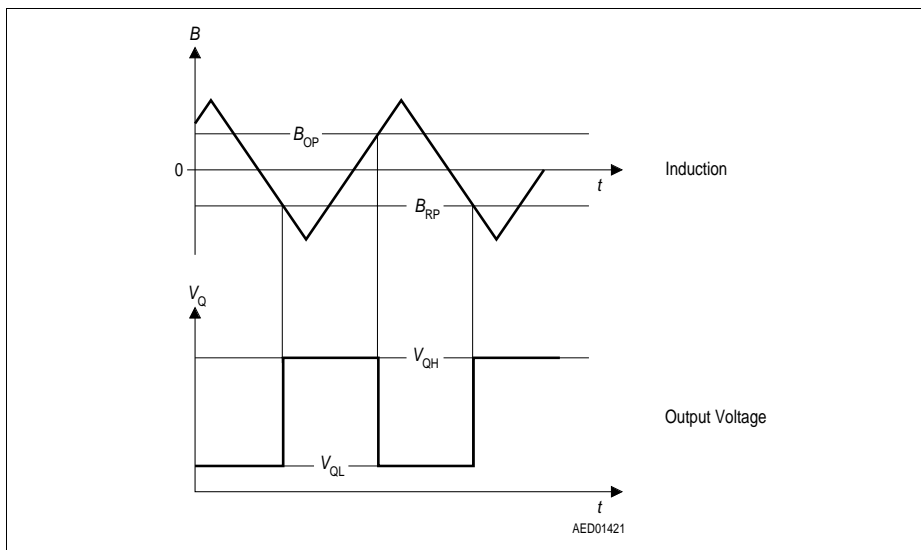 B
B_OP
0
t
Induction
B_RP
V_Q
V_QH
Output Voltage
V_QL
t
AED01421